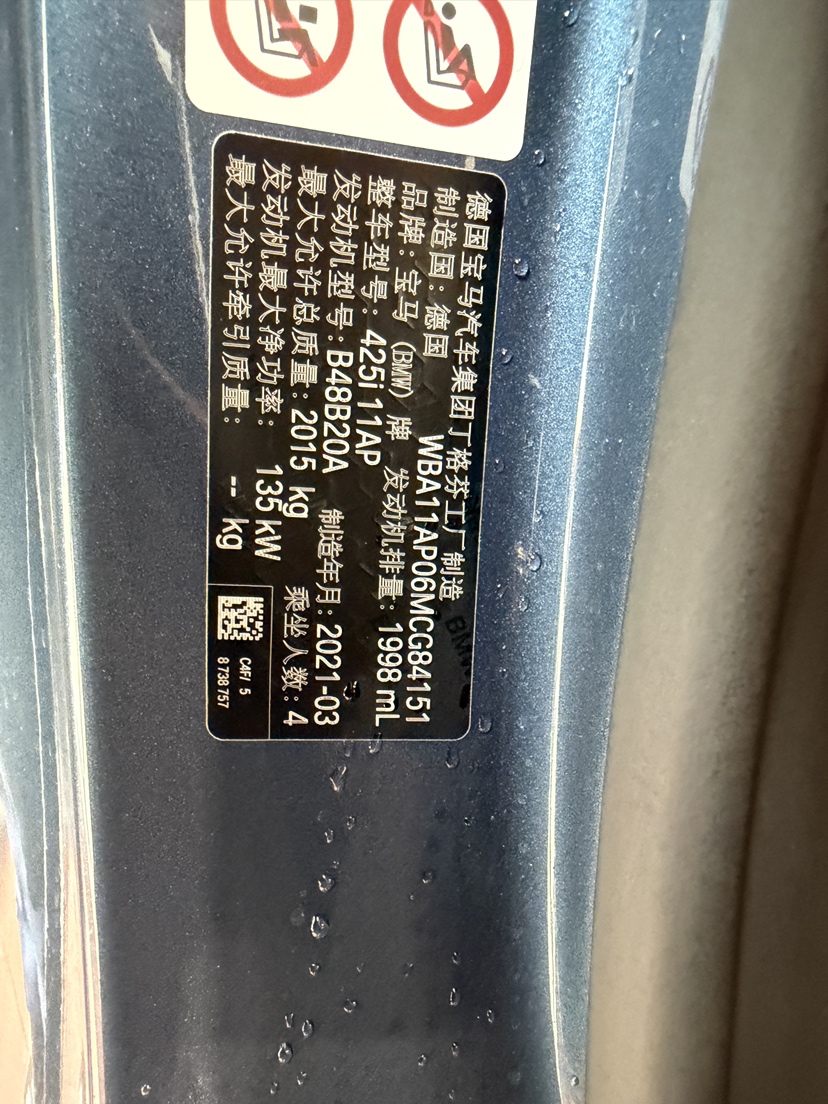 德国宝马汽车集团丁格芬工厂制造
制造国：德国 WBA11AP06MCG84151
品牌：宝马（BMW）牌 发动机排量：1998 mL
整车型号：425i 11AP
发动机型号：B48B20A 制造年月：2021-03
最大允许总质量：2015 kg 乘坐人数：4
发动机最大净功率：135 kW
最大允许牵引质量：-- kg
C4F/ 5
8 738 757